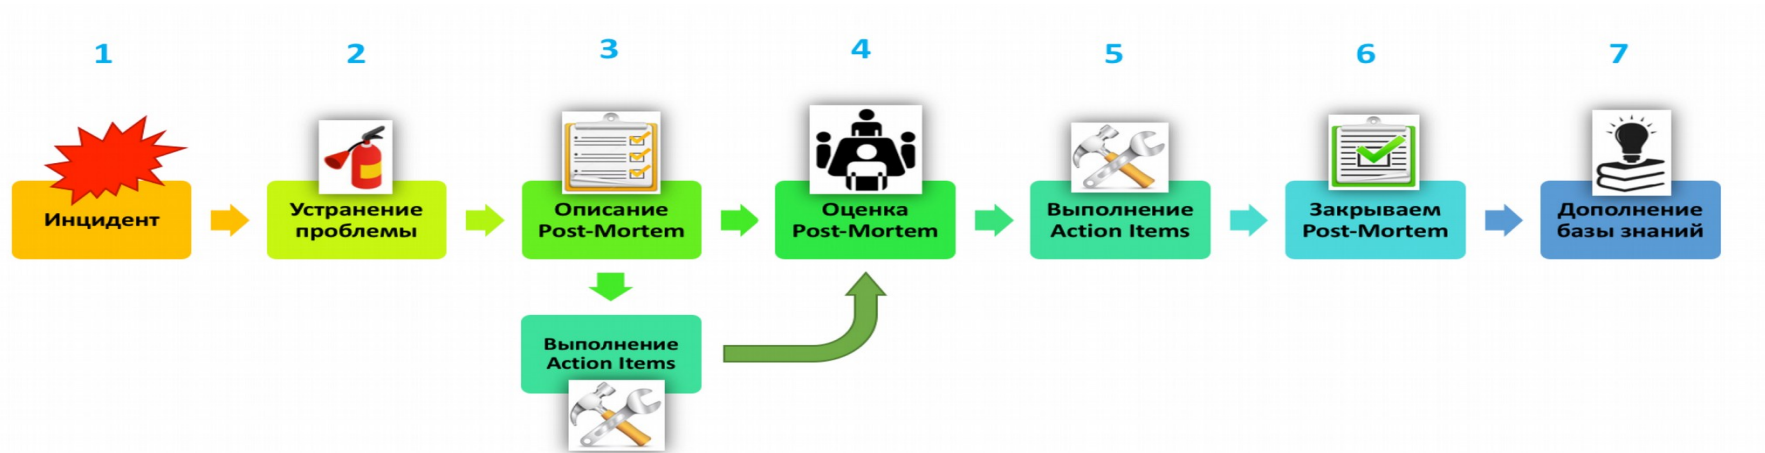 1
2
3
4
5
6
7
Инцидент
Устранение
проблемы
Описание
Post-Mortem
Оценка
Post-Mortem
Выполнение
Action Items
Закрываем
Post-Mortem
Дополнение
базы знаний
Выполнение
Action Items